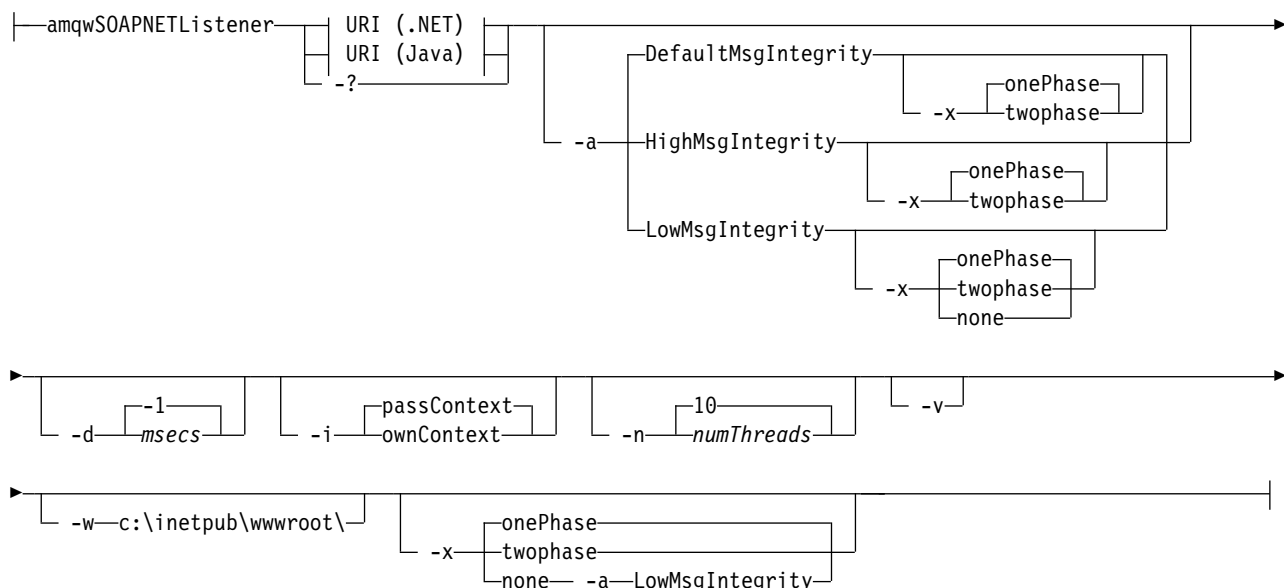 amqwSOAPNETListener URI (.NET)
URI (Java)
-?
DefaultMsgIntegrity
onePhase
-x twophase
-a HighMsgIntegrity
onePhase
-x twophase
LowMsgIntegrity
onePhase
-x twophase
none
-1
-d msecs
passContext
-i ownContext
10
-n numThreads
-v
-w c:\inetpub\wwwroot\
onePhase
-x twophase
none -a LowMsgIntegrity